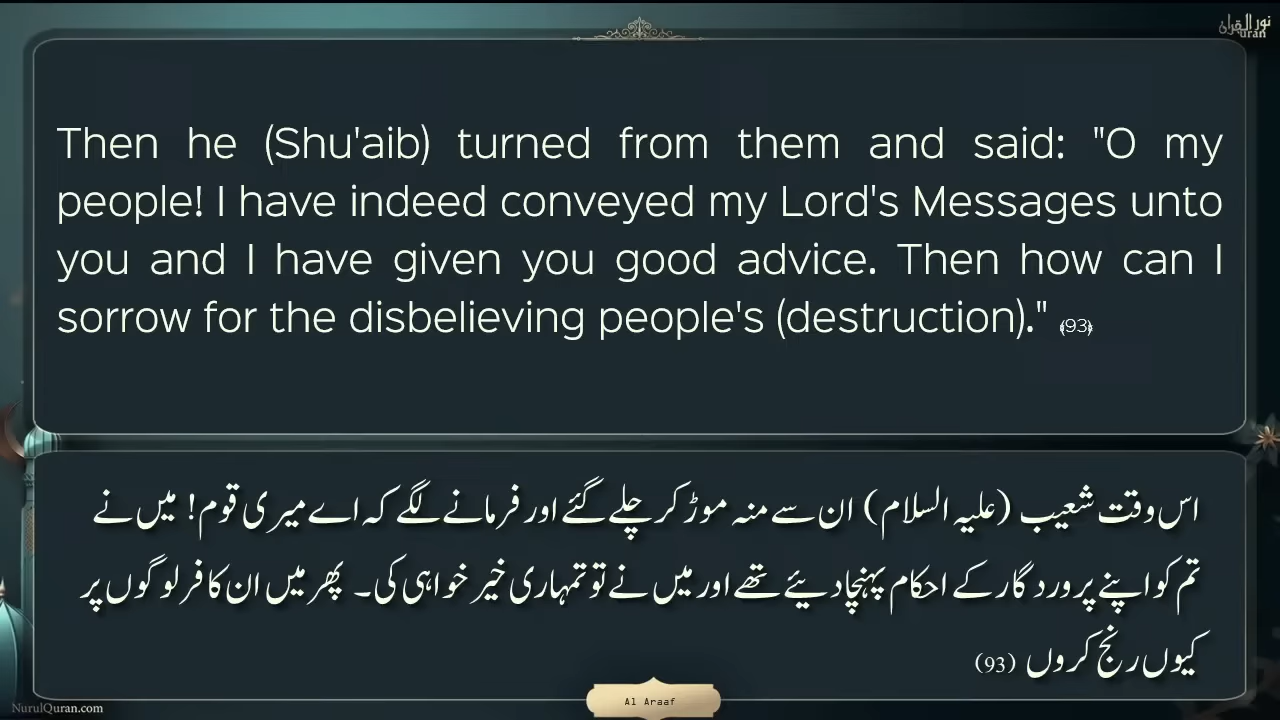 نور القرآن
uran
Then he (Shu'aib) turned from them and said: "O my
people! I have indeed conveyed my Lord's Messages unto
you and I have given you good advice. Then how can I
sorrow for the disbelieving people's (destruction)." ﴾93﴿
اس وقت شعیب (علیہ السلام) ان سے منہ موڑ کر چلے گئے اور فرمانے لگے کہ اے میری قوم! میں نے
تم کو اپنے پروردگار کے احکام پہنچا دیئے تھے اور میں نے تو تمہاری خیر خواہی کی۔ پھر میں ان کافر لوگوں پر
کیوں رنج کروں (93)
Al Araaf
NurulQuran.com